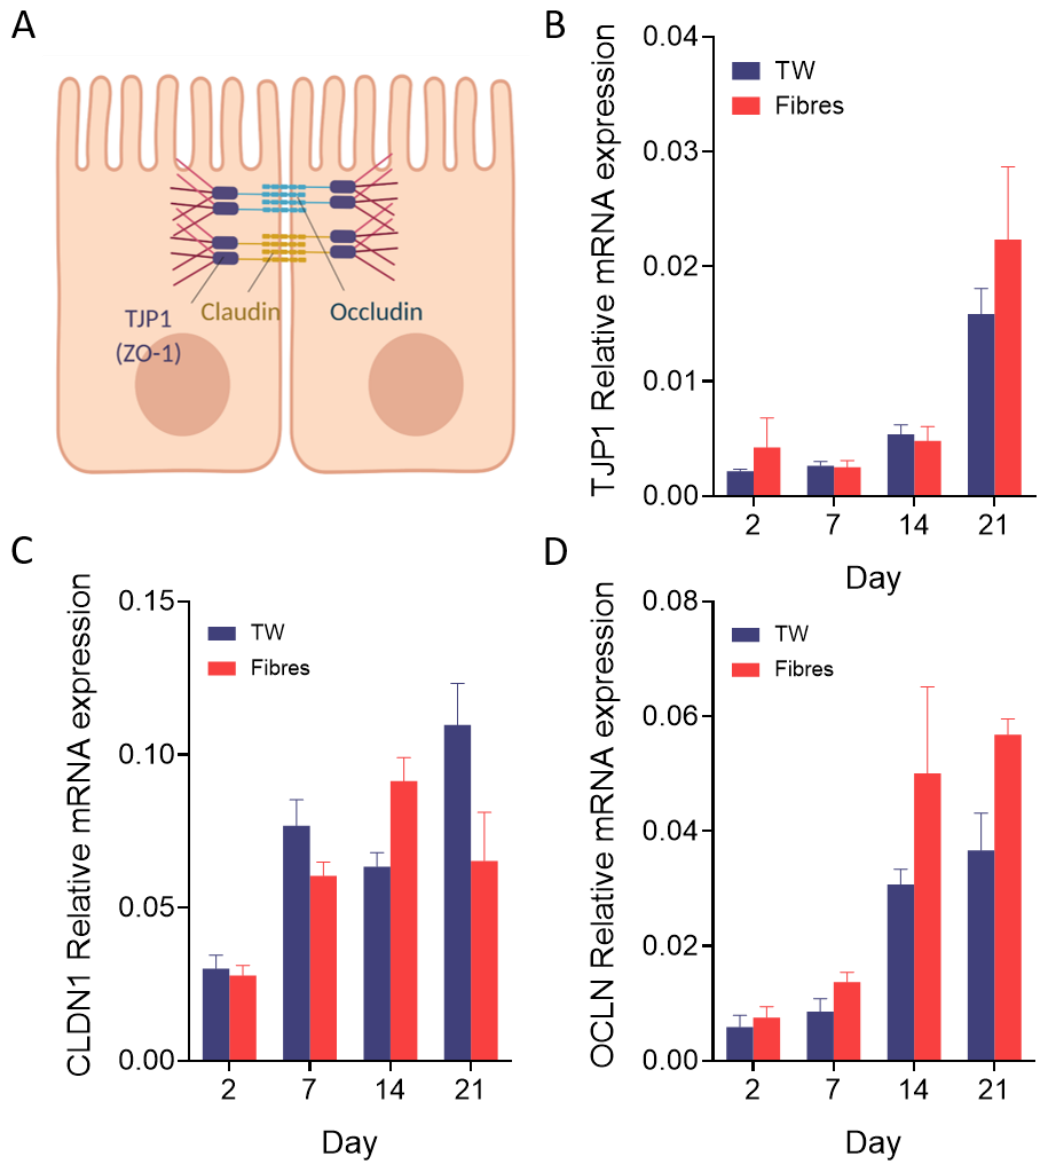 A
TJP1
(ZO-1)
Claudin
Occludin
B
TJP1 Relative mRNA expression
0.04
0.03
0.02
0.01
0.00
TW
Fibres
2 7 14 21
Day
C
CLDN1 Relative mRNA expression
0.15
0.10
0.05
0.00
TW
Fibres
2 7 14 21
Day
D
OCLN Relative mRNA expression
0.08
0.06
0.04
0.02
0.00
TW
Fibres
2 7 14 21
Day